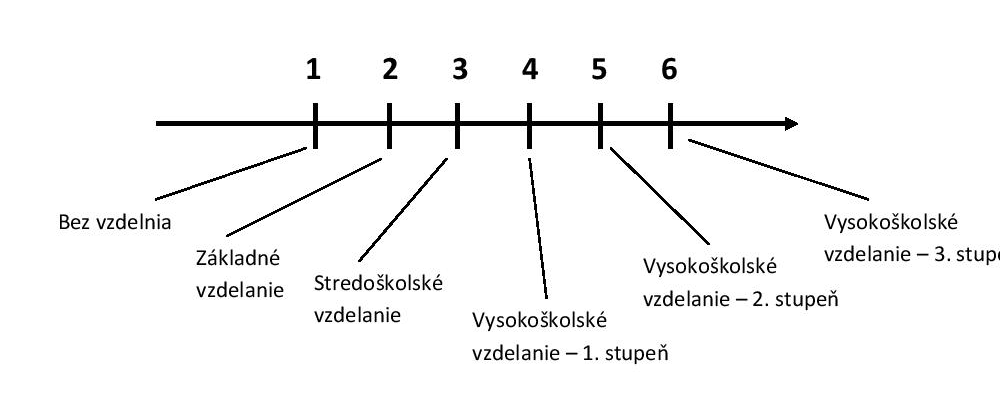 1 2 3 4 5 6
Bez vzdelnia
Základné
vzdelanie
Stredoškolské
vzdelanie
Vysokoškolské
vzdelanie – 1. stupeň
Vysokoškolské
vzdelanie – 2. stupeň
Vysokoškolské
vzdelanie – 3. stupe